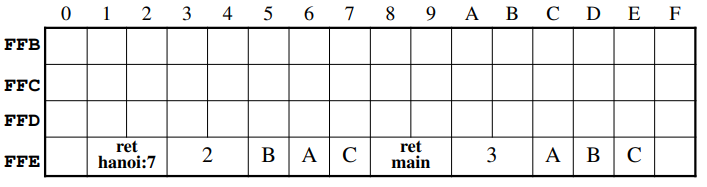 0 1 2 3 4 5 6 7 8 9 A B C D E F
FFB
FFC
FFD
FFE ret hanoi:7 2 B A C ret main 3 A B C